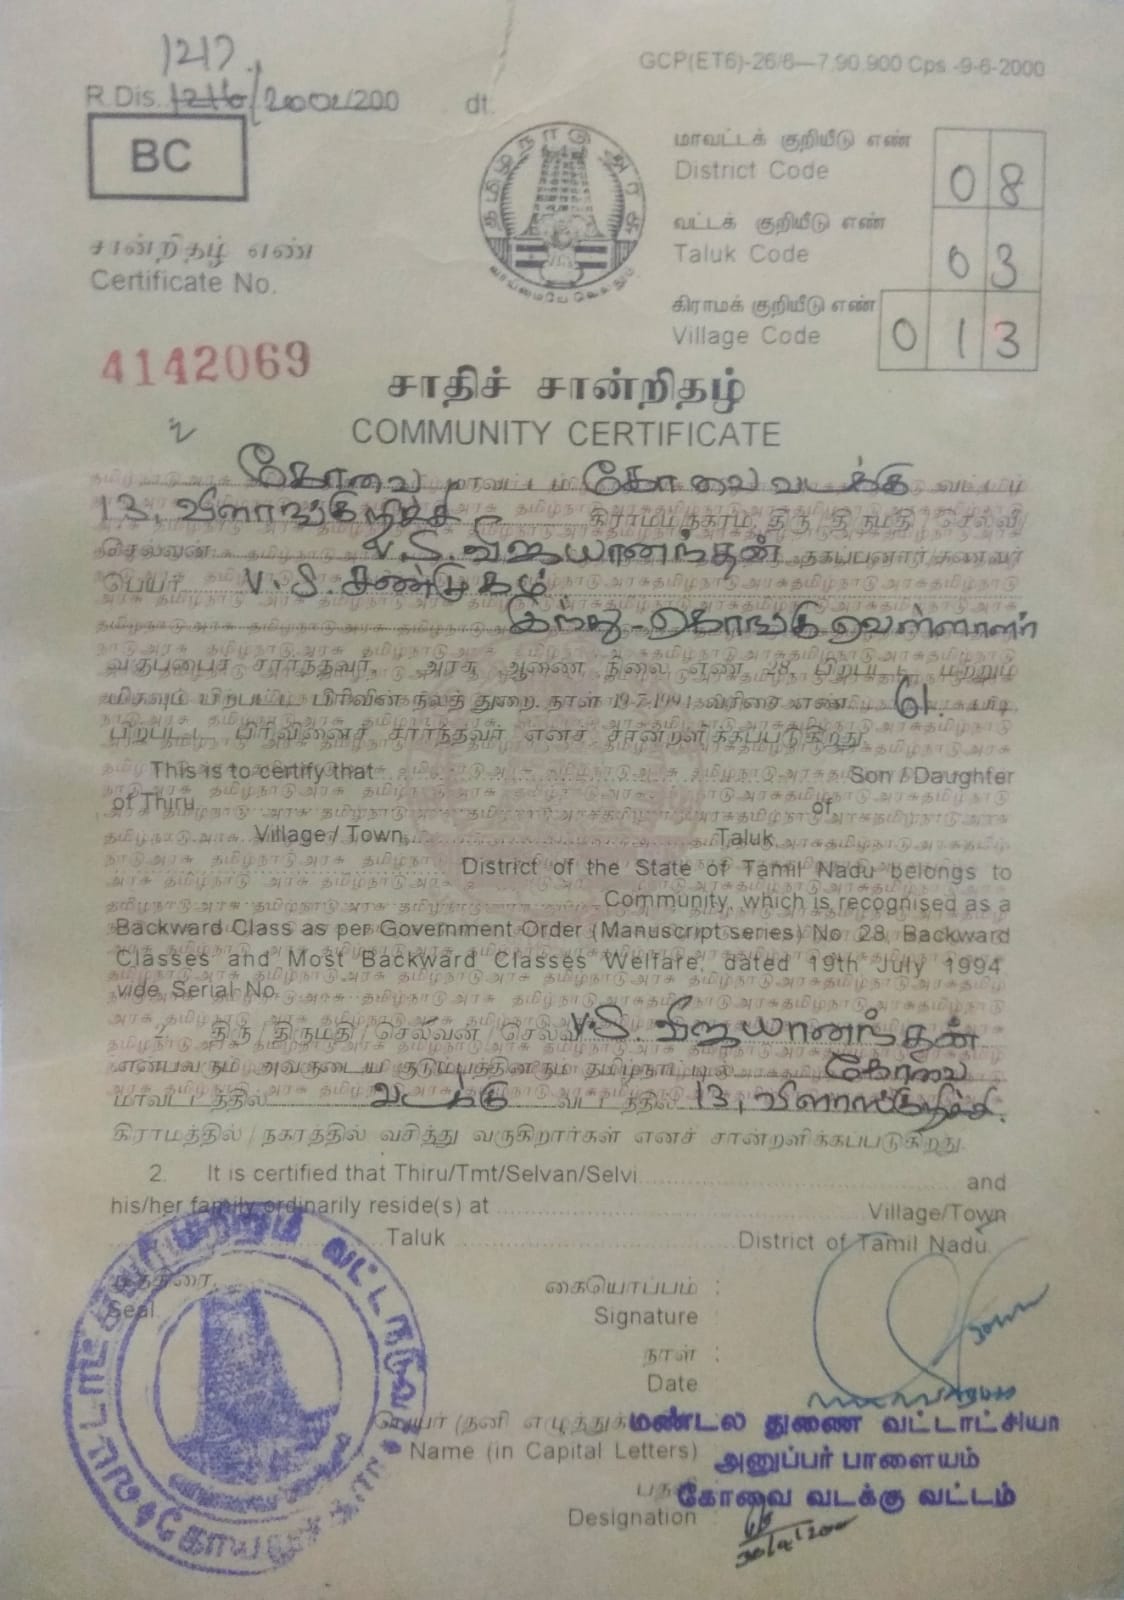 1217
GCP(ET6)-26/6—7,90,900 Cps.-9-6-2000
R.Dis. 1216/2000/200 dt.
BC
தமிழ்நாடு அரசு
வாய்மையே வெல்லும்
மாவட்டக் குறியீடு எண்
District Code 08
வட்டக் குறியீடு எண்
Taluk Code 03
கிராமக் குறியீடு எண்
Village Code 013
சான்றிதழ் எண்
Certificate No.
4142069
சாதிச் சான்றிதழ்
COMMUNITY CERTIFICATE
கோவை மாவட்டம் கோவை வடக்கு வட்டம்
13, விளாங்குறிச்சி கிராமம்/நகரம் திரு/திருமதி/செல்வி
செல்வன் V.S. விஜயானந்தன் தகப்பனார்/கணவர்
பெயர் V.S. சண்முகம்
இந்து-கொங்கு வெள்ளாளர்
வகுப்பைச் சார்ந்தவர். அரசு ஆணை நிலை எண் 28, பிற்பட்ட மற்றும்
மிகவும் பிற்பட்ட பிரிவின் நலத் துறை. நாள் 19-7-1994, வரிசை எண் 61. படி
பிற்பட்ட பிரிவினைச் சார்ந்தவர் எனச் சான்றளிக்கப்படுகிறது.
This is to certify that Son / Daughter
of Thiru of
Village / Town Taluk
District of the State of Tamil Nadu belongs to
Community, which is recognised as a
Backward Class as per Government Order (Manuscript series) No 28, Backward
Classes and Most Backward Classes Welfare, dated 19th July 1994
vide Serial No
2. திரு / திருமதி / செல்வன் / செல்வி V.S. விஜயானந்தன்
என்பவரும் அவருடைய குடும்பத்தினரும் தமிழ்நாட்டில் கோவை
மாவட்டத்தில் வடக்கு வட்டத்தில் 13, விளாங்குறிச்சி.
கிராமத்தில் / நகரத்தில் வசித்து வருகிறார்கள் எனச் சான்றளிக்கப்படுகிறது.
2. It is certified that Thiru/Tmt/Selvan/Selvi and
his/her family ordinarily reside(s) at Village/Town
Taluk District of Tamil Nadu.
முத்திரை.
Seal.
கையொப்பம் :
Signature :
நாள் :
Date :
பெயர் (தனி எழுத்துக்
Name (in Capital Letters)
பதவி
Designation :
மண்டல துணை வட்டாட்சியர்
அனுப்பர் பாளையம்
கோவை வடக்கு வட்டம்